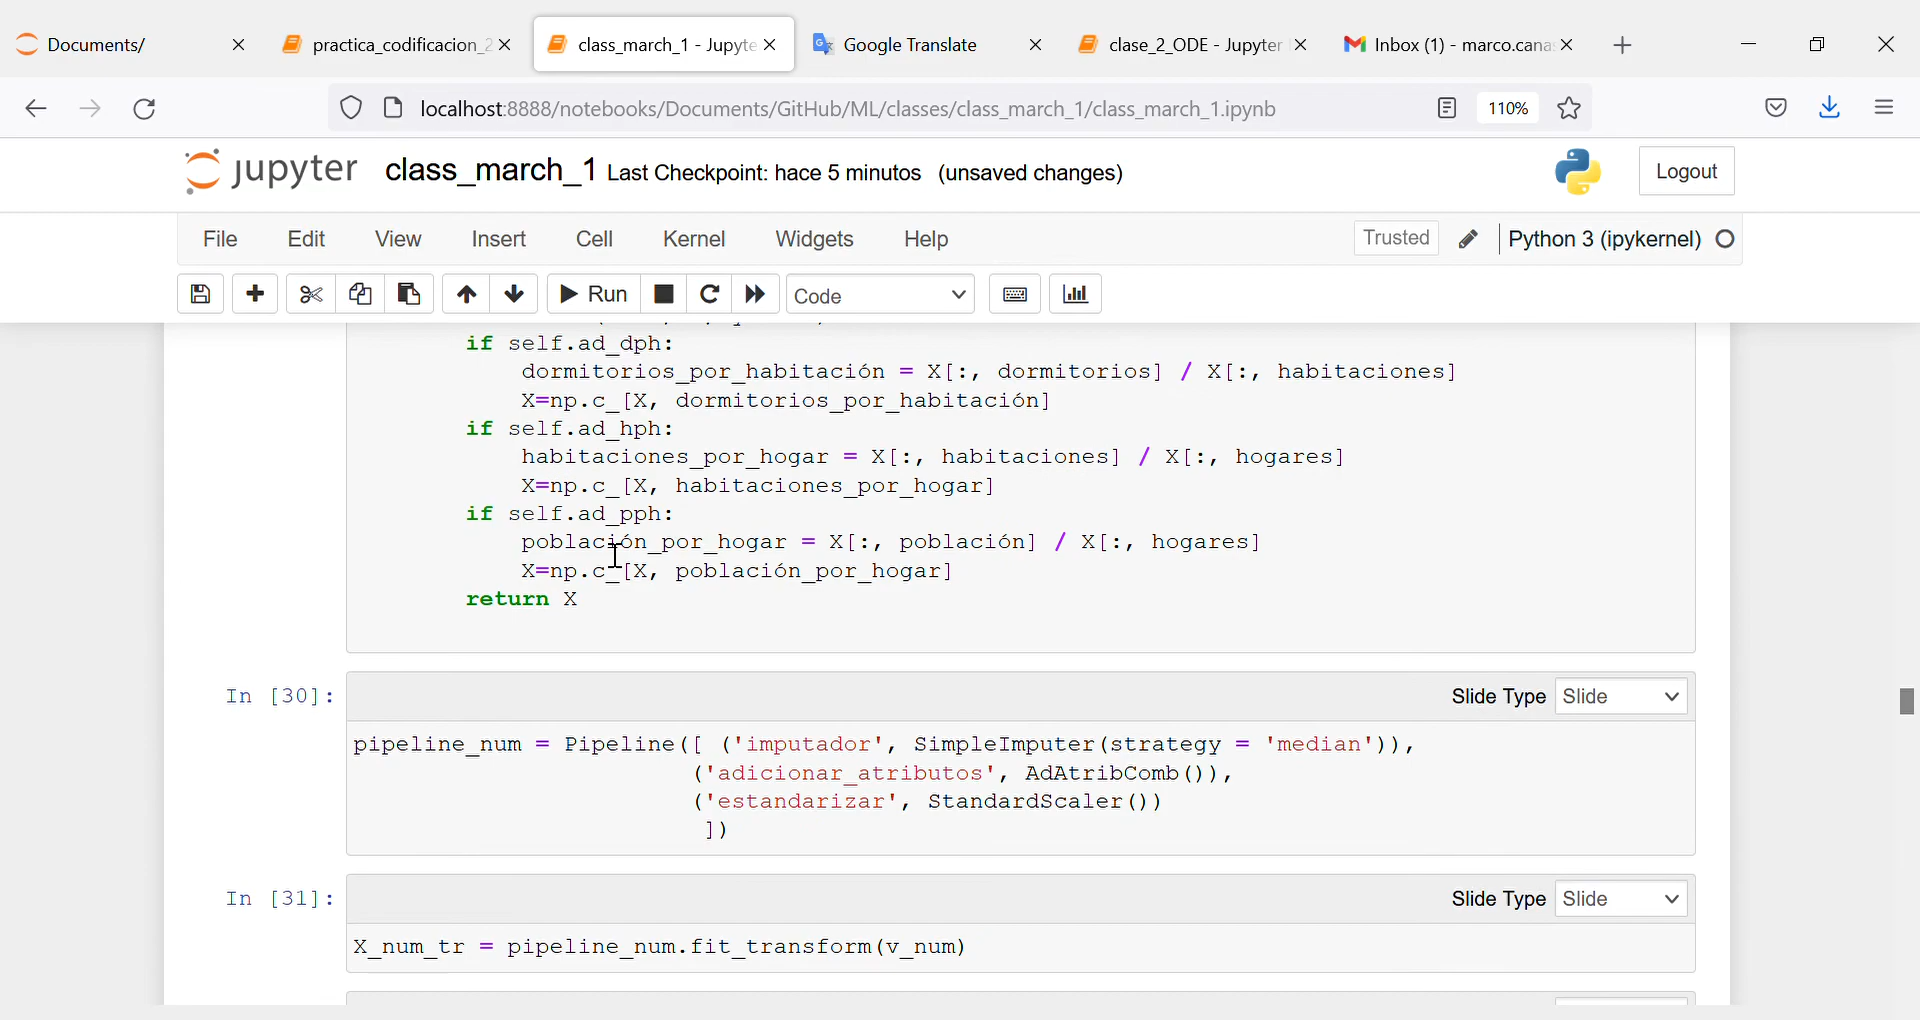 Documents/
practica_codificacion_2
class_march_1 - Jupyte
Google Translate
clase_2_ODE - Jupyter
Inbox (1) - marco.cana
localhost:8888/notebooks/Documents/GitHub/ML/classes/class_march_1/class_march_1.ipynb
110%
jupyter class_march_1 Last Checkpoint: hace 5 minutos (unsaved changes)
Logout
File Edit View Insert Cell Kernel Widgets Help
Trusted
Python 3 (ipykernel)
Run
Code
if self.ad_dph:
dormitorios_por_habitación = X[:, dormitorios] / X[:, habitaciones]
X=np.c_[X, dormitorios_por_habitación]
if self.ad_hph:
habitaciones_por_hogar = X[:, habitaciones] / X[:, hogares]
X=np.c_[X, habitaciones_por_hogar]
if self.ad_pph:
población_por_hogar = X[:, población] / X[:, hogares]
X=np.c_[X, población_por_hogar]
return X
In [30]:
Slide Type Slide
pipeline_num = Pipeline([ ('imputador', SimpleImputer(strategy = 'median')),
('adicionar_atributos', AdAtribComb()),
('estandarizar', StandardScaler())
])
In [31]:
Slide Type Slide
X_num_tr = pipeline_num.fit_transform(v_num)